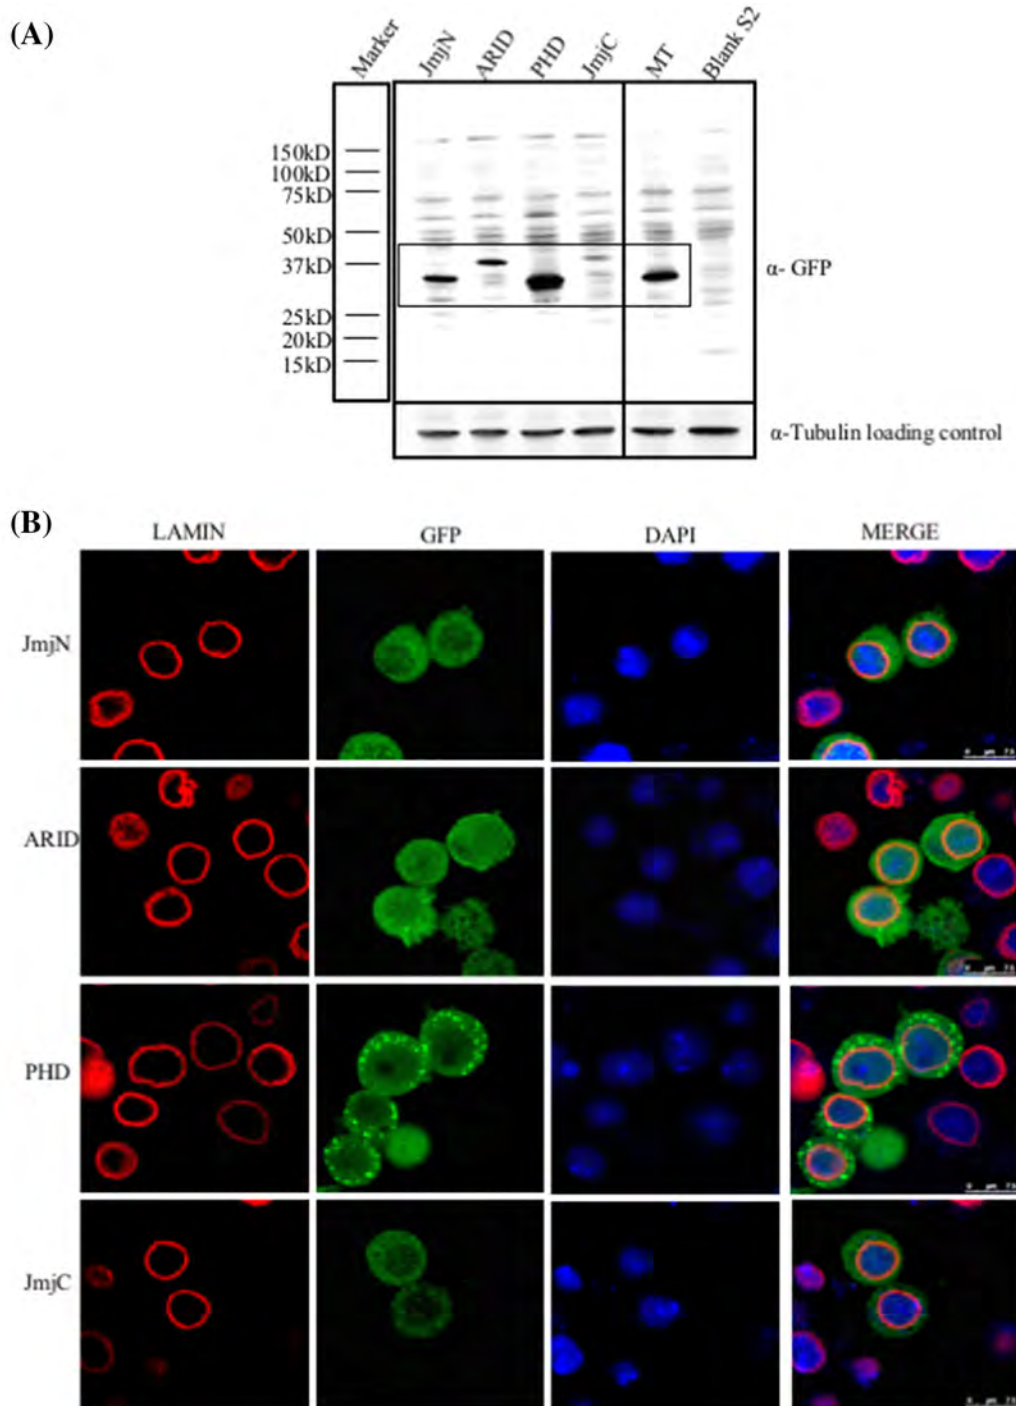 (A)
Marker JmjN ARID PHD JmjC MT Blank S2
150kD
100kD
75kD
50kD
37kD
α- GFP
25kD
20kD
15kD
α-Tubulin loading control
(B)
LAMIN GFP DAPI MERGE
JmjN
ARID
PHD
JmjC